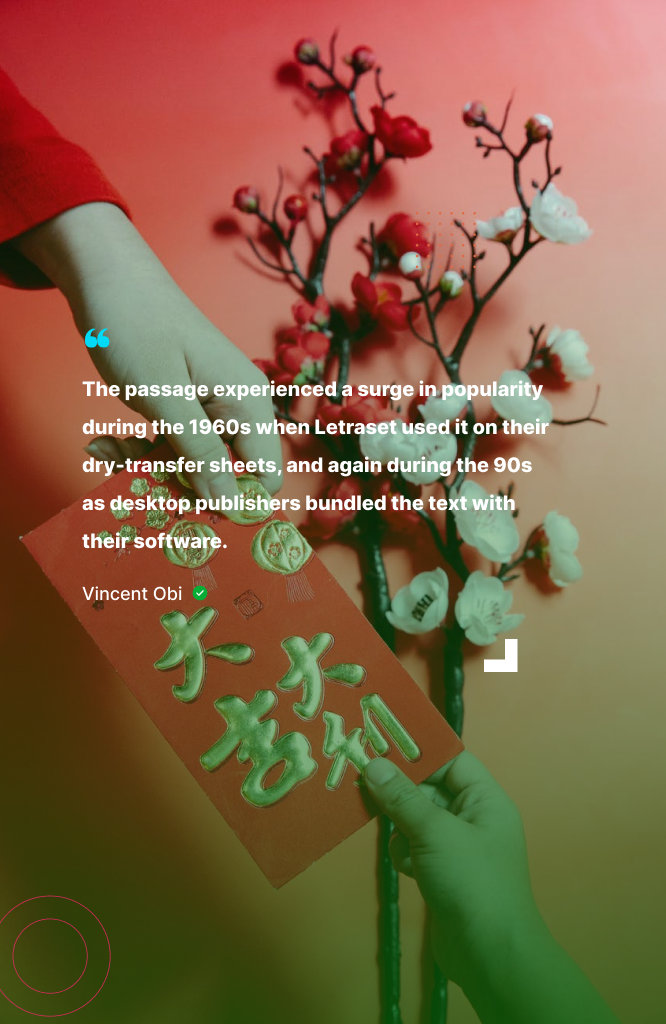 “
The passage experienced a surge in popularity
during the 1960s when Letraset used it on their
dry-transfer sheets, and again during the 90s
as desktop publishers bundled the text with
their software.
Vincent Obi
大吉
大利